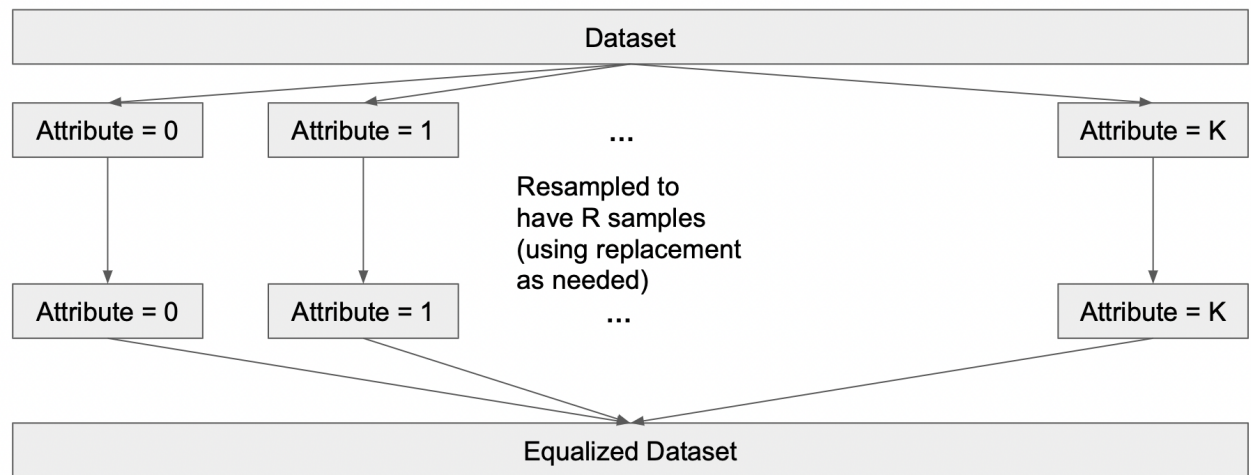 Dataset
Attribute = 0
Attribute = 1
...
Attribute = K
Resampled to
have R samples
(using replacement
as needed)
Attribute = 0
Attribute = 1
...
Attribute = K
Equalized Dataset